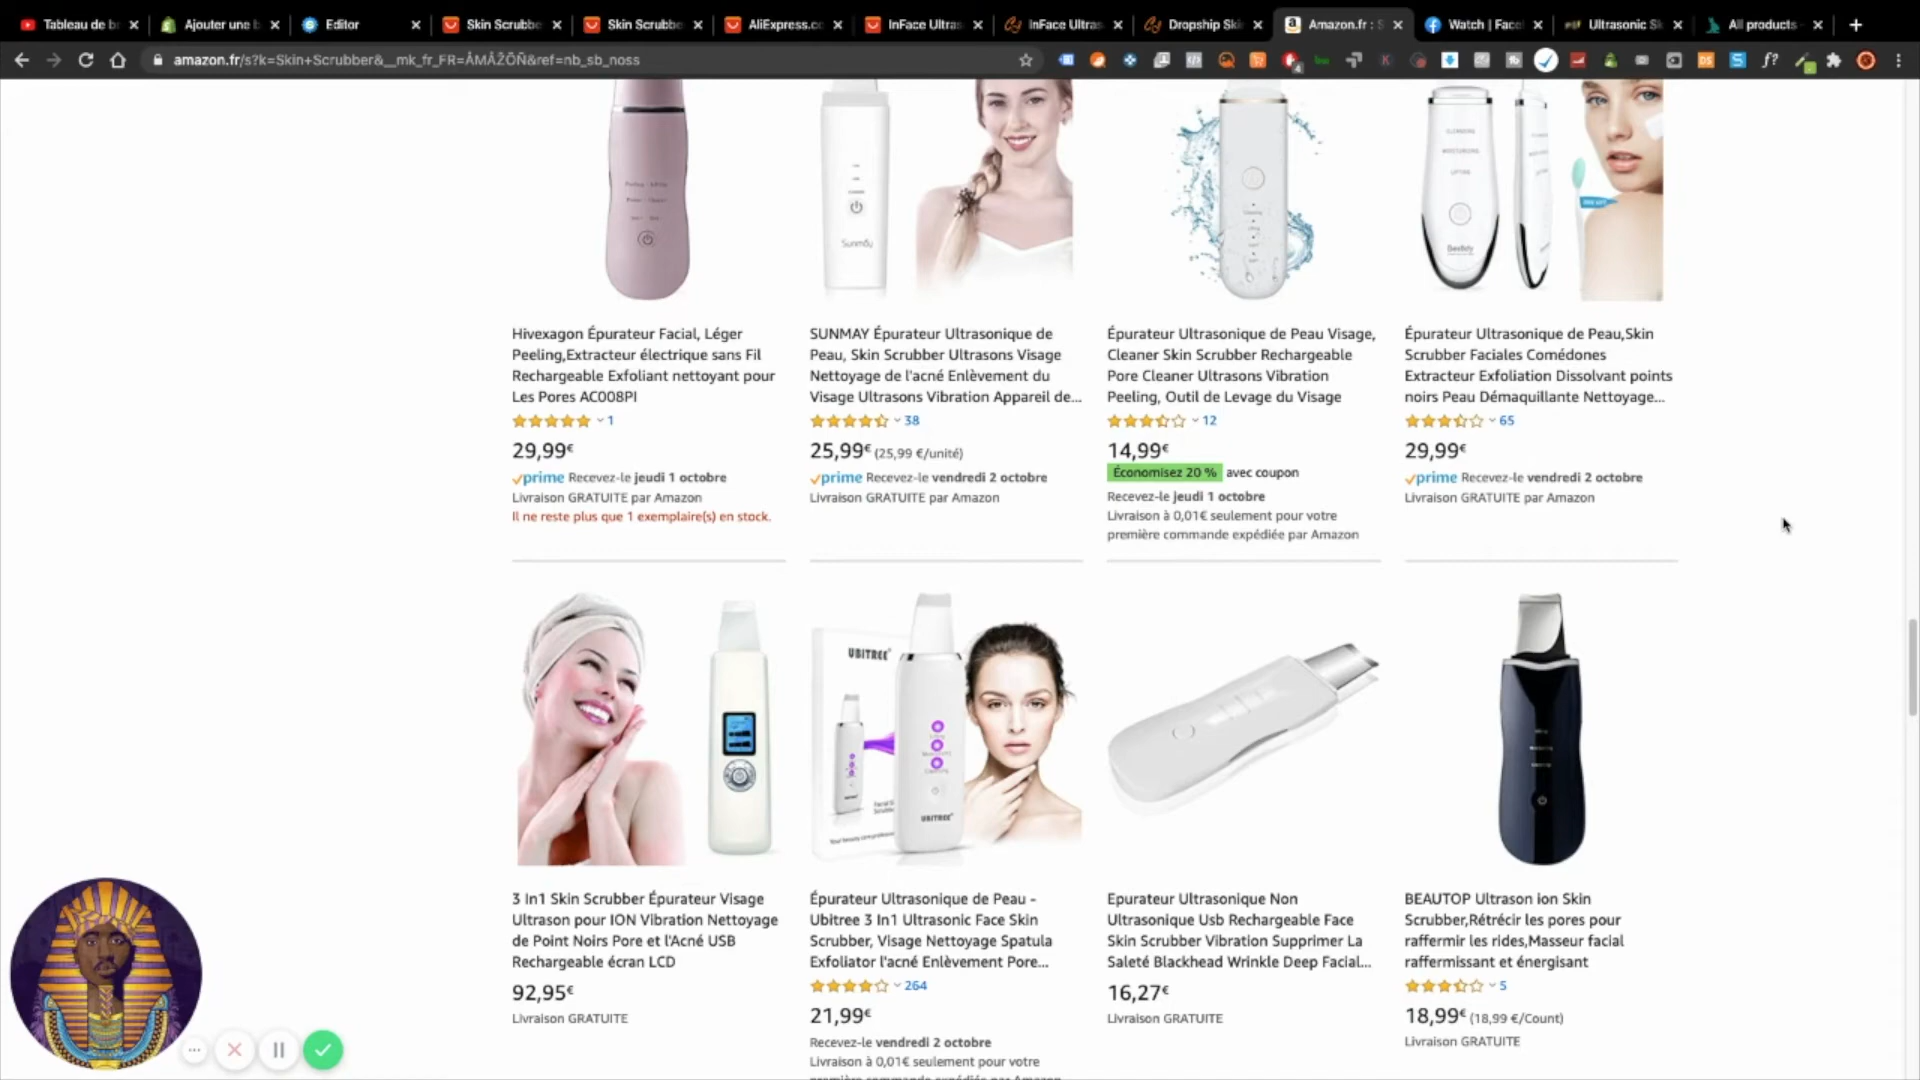 Tableau de b
Ajouter une b
Editor
Skin Scrubbe
Skin Scrubbe
AliExpress.co
InFace Ultras
InFace Ultras
Dropship Ski
Amazon.fr : S
Watch | Face
Ultrasonic Sk
All products
amazon.fr/s?k=Skin+Scrubber&__mk_fr_FR=ÅMÅŽÕÑ&ref=nb_sb_noss
Sunmay
CLEANSING
MOISTURIZING
LIFTING
Hivexagon Épurateur Facial, Léger
Peeling,Extracteur électrique sans Fil
Rechargeable Exfoliant nettoyant pour
Les Pores AC008PI
1
29,99€
prime Recevez-le jeudi 1 octobre
Livraison GRATUITE par Amazon
Il ne reste plus que 1 exemplaire(s) en stock.
SUNMAY Épurateur Ultrasonique de
Peau, Skin Scrubber Ultrasons Visage
Nettoyage de l'acné Enlèvement du
Visage Ultrasons Vibration Appareil de...
38
25,99€ (25,99 €/unité)
prime Recevez-le vendredi 2 octobre
Livraison GRATUITE par Amazon
Épurateur Ultrasonique de Peau Visage,
Cleaner Skin Scrubber Rechargeable
Pore Cleaner Ultrasons Vibration
Peeling, Outil de Levage du Visage
12
14,99€
Économisez 20 % avec coupon
Recevez-le jeudi 1 octobre
Livraison à 0,01€ seulement pour votre
première commande expédiée par Amazon
Épurateur Ultrasonique de Peau,Skin
Scrubber Faciales Comédones
Extracteur Exfoliation Dissolvant points
noirs Peau Démaquillante Nettoyage...
65
29,99€
prime Recevez-le vendredi 2 octobre
Livraison GRATUITE par Amazon
UBITREE
UBITREE
3 In1 Skin Scrubber Épurateur Visage
Ultrason pour ION Vibration Nettoyage
de Point Noirs Pore et l'Acné USB
Rechargeable écran LCD
92,95€
Livraison GRATUITE
Épurateur Ultrasonique de Peau -
Ubitree 3 In1 Ultrasonic Face Skin
Scrubber, Visage Nettoyage Spatula
Exfoliator l'acné Enlèvement Pore...
264
21,99€
Recevez-le vendredi 2 octobre
Livraison à 0,01€ seulement pour votre
première commande expédiée par Amazon
Epurateur Ultrasonique Non
Ultrasonique Usb Rechargeable Face
Skin Scrubber Vibration Supprimer La
Saleté Blackhead Wrinkle Deep Facial...
16,27€
Livraison GRATUITE
BEAUTOP Ultrason ion Skin
Scrubber,Rétrécir les pores pour
raffermir les rides,Masseur facial
raffermissant et énergisant
5
18,99€ (18,99 €/Count)
Livraison GRATUITE